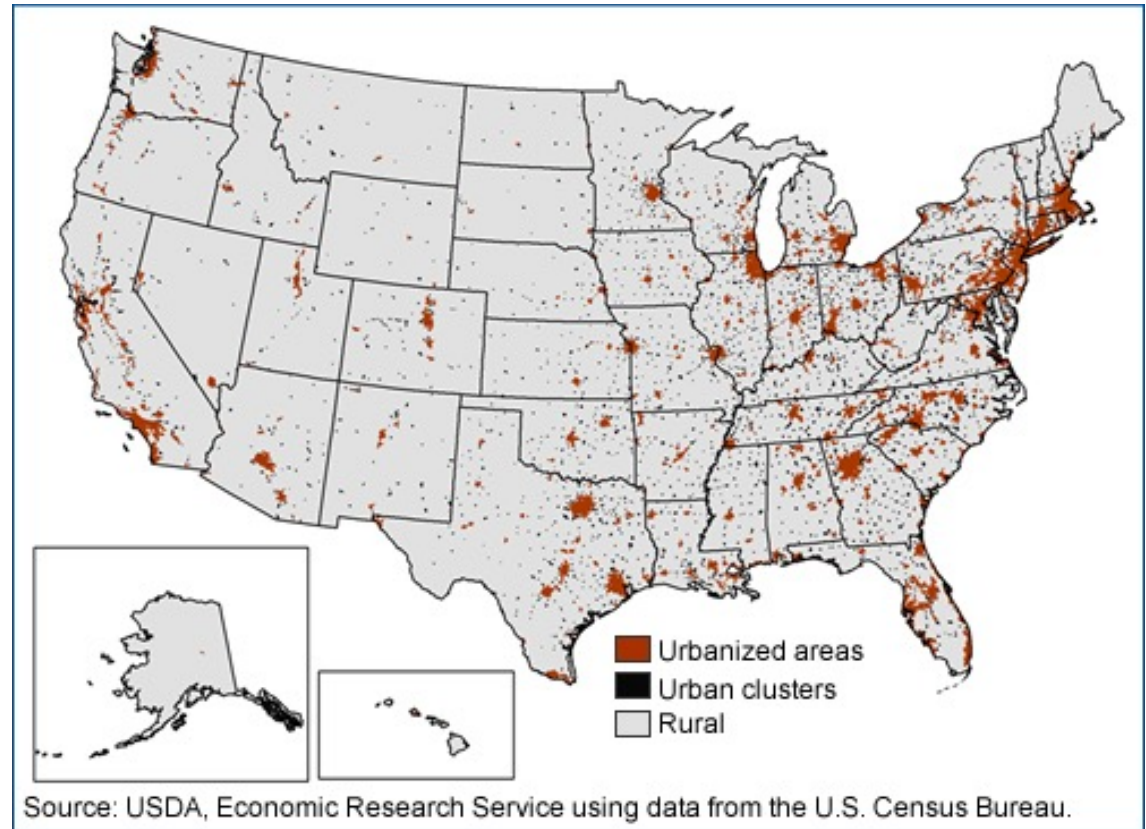 Urbanized areas
Urban clusters
Rural
Source: USDA, Economic Research Service using data from the U.S. Census Bureau.